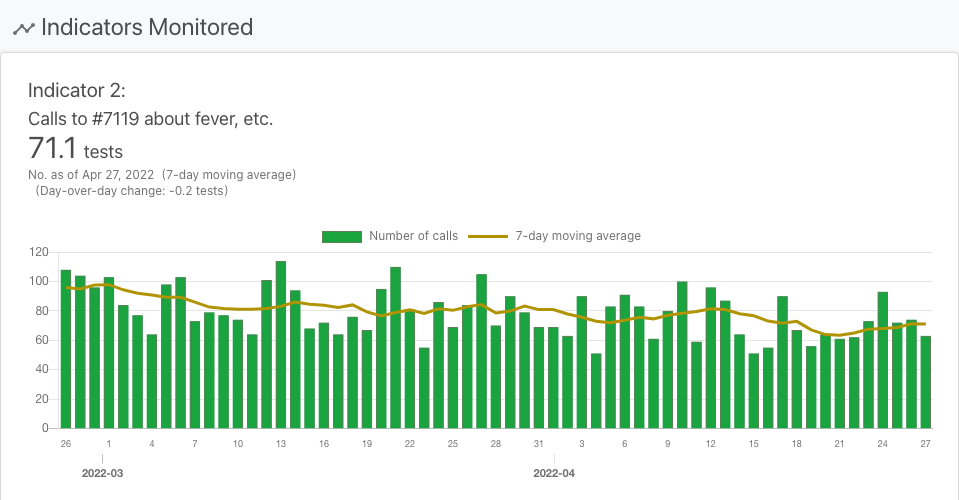 Indicators Monitored
Indicator 2:
Calls to #7119 about fever, etc.
71.1 tests
No. as of Apr 27, 2022 (7-day moving average)
(Day-over-day change: -0.2 tests)
Number of calls 7-day moving average
120
100
80
60
40
20
0
26 1 4 7 10 13 16 19 22 25 28 31 3 6 9 12 15 18 21 24 27
2022-03 2022-04